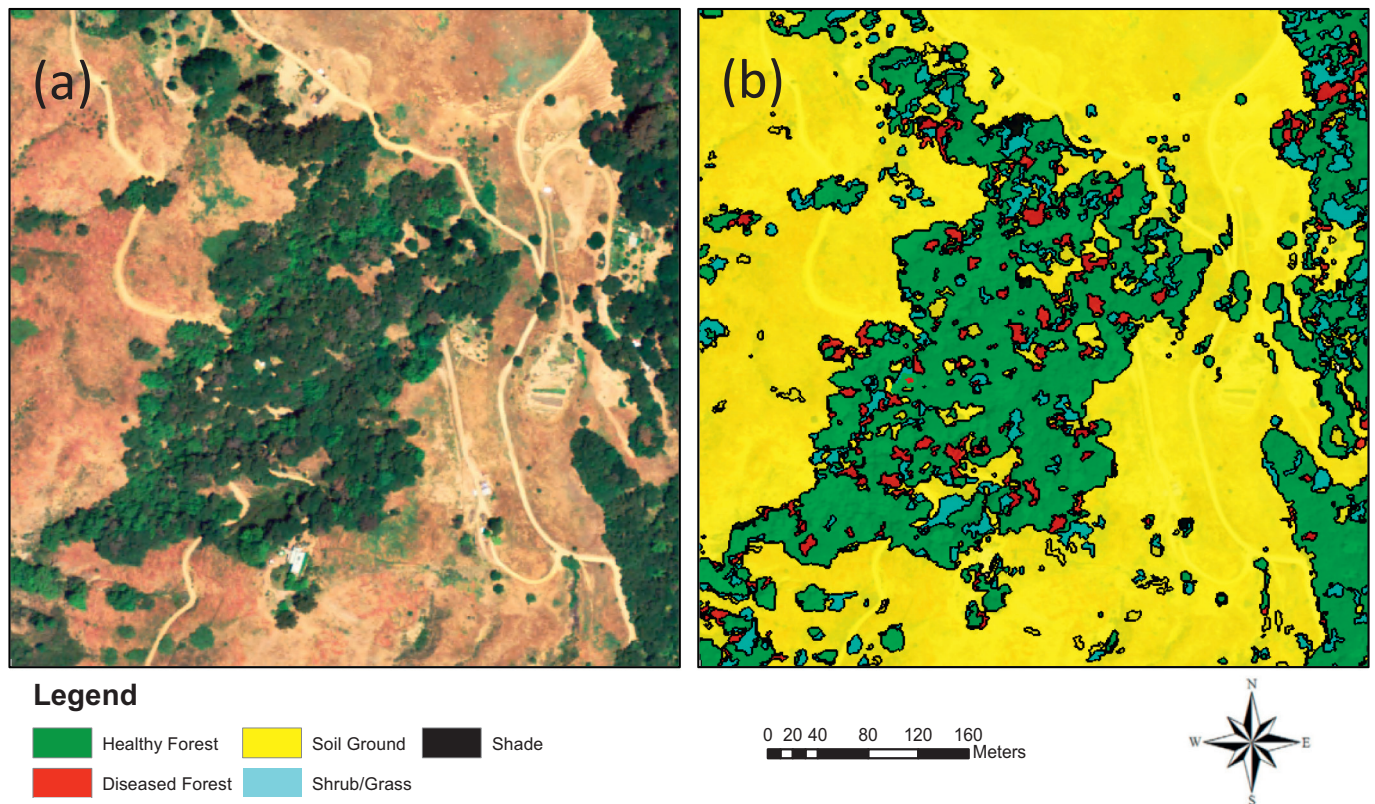 (a)
(b)
Legend
Healthy Forest
Soil Ground
Shade
Diseased Forest
Shrub/Grass
0 20 40 80 120 160
Meters
N
W E
S